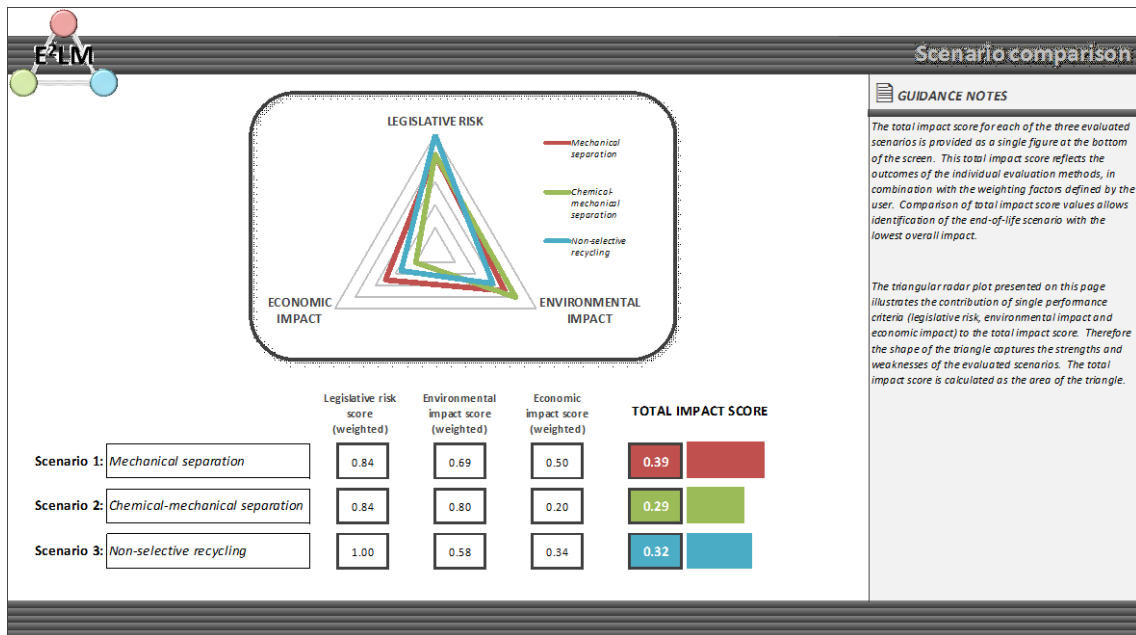 E²LM
Scenario comparison
GUIDANCE NOTES
The total impact score for each of the three evaluated
scenarios is provided as a single figure at the bottom
of the screen. This total impact score reflects the
outcomes of the individual evaluation methods, in
combination with the weighting factors defined by the
user. Comparison of total impact score values allows
identification of the end-of-life scenario with the
lowest overall impact.
The triangular radar plot presented on this page
illustrates the contribution of single performance
criteria (legislative risk, environmental impact and
economic impact) to the total impact score. Therefore
the shape of the triangle captures the strengths and
weaknesses of the evaluated scenarios. The total
impact score is calculated as the area of the triangle.
LEGISLATIVE RISK
Mechanical
separation
Chemical-
mechanical
separation
Non-selective
recycling
ECONOMIC
IMPACT
ENVIRONMENTAL
IMPACT
Legislative risk
score
(weighted)
Environmental
impact score
(weighted)
Economic
impact score
(weighted)
TOTAL IMPACT SCORE
Scenario 1: Mechanical separation 0.84 0.69 0.50 0.39
Scenario 2: Chemical-mechanical separation 0.84 0.80 0.20 0.29
Scenario 3: Non-selective recycling 1.00 0.58 0.34 0.32